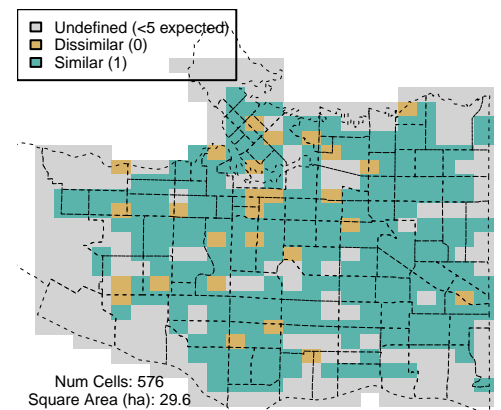 Undefined (<5 expected)
Dissimilar (0)
Similar (1)
Num Cells: 576
Square Area (ha): 29.6